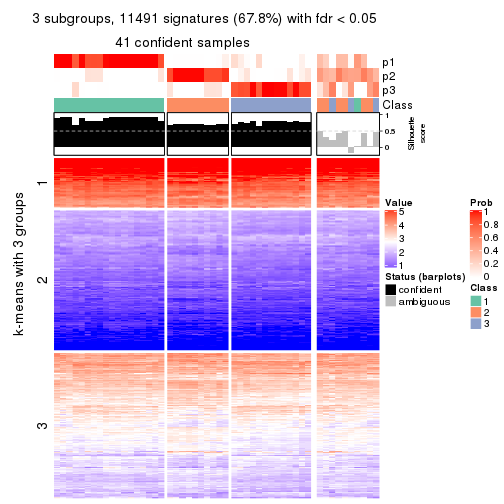 3 subgroups, 11491 signatures (67.8%) with fdr < 0.05
41 confident samples
p1
p2
p3
Class
1
0.5
0
Silhouette
score
k-means with 3 groups
1
2
3
Value
5
4
3
2
1
Status (barplots)
confident
ambiguous
Prob
1
0.8
0.6
0.4
0.2
0
Class
1
2
3